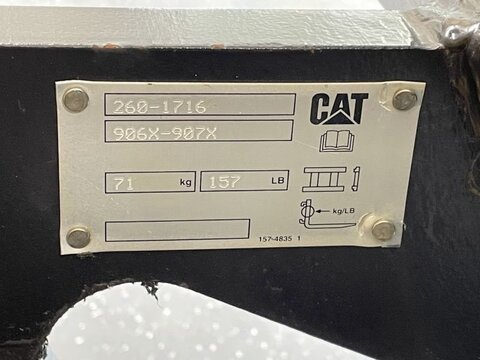 260-1716
CAT
906X-907X
71 kg 157 LB
kg/LB
157-4835 1